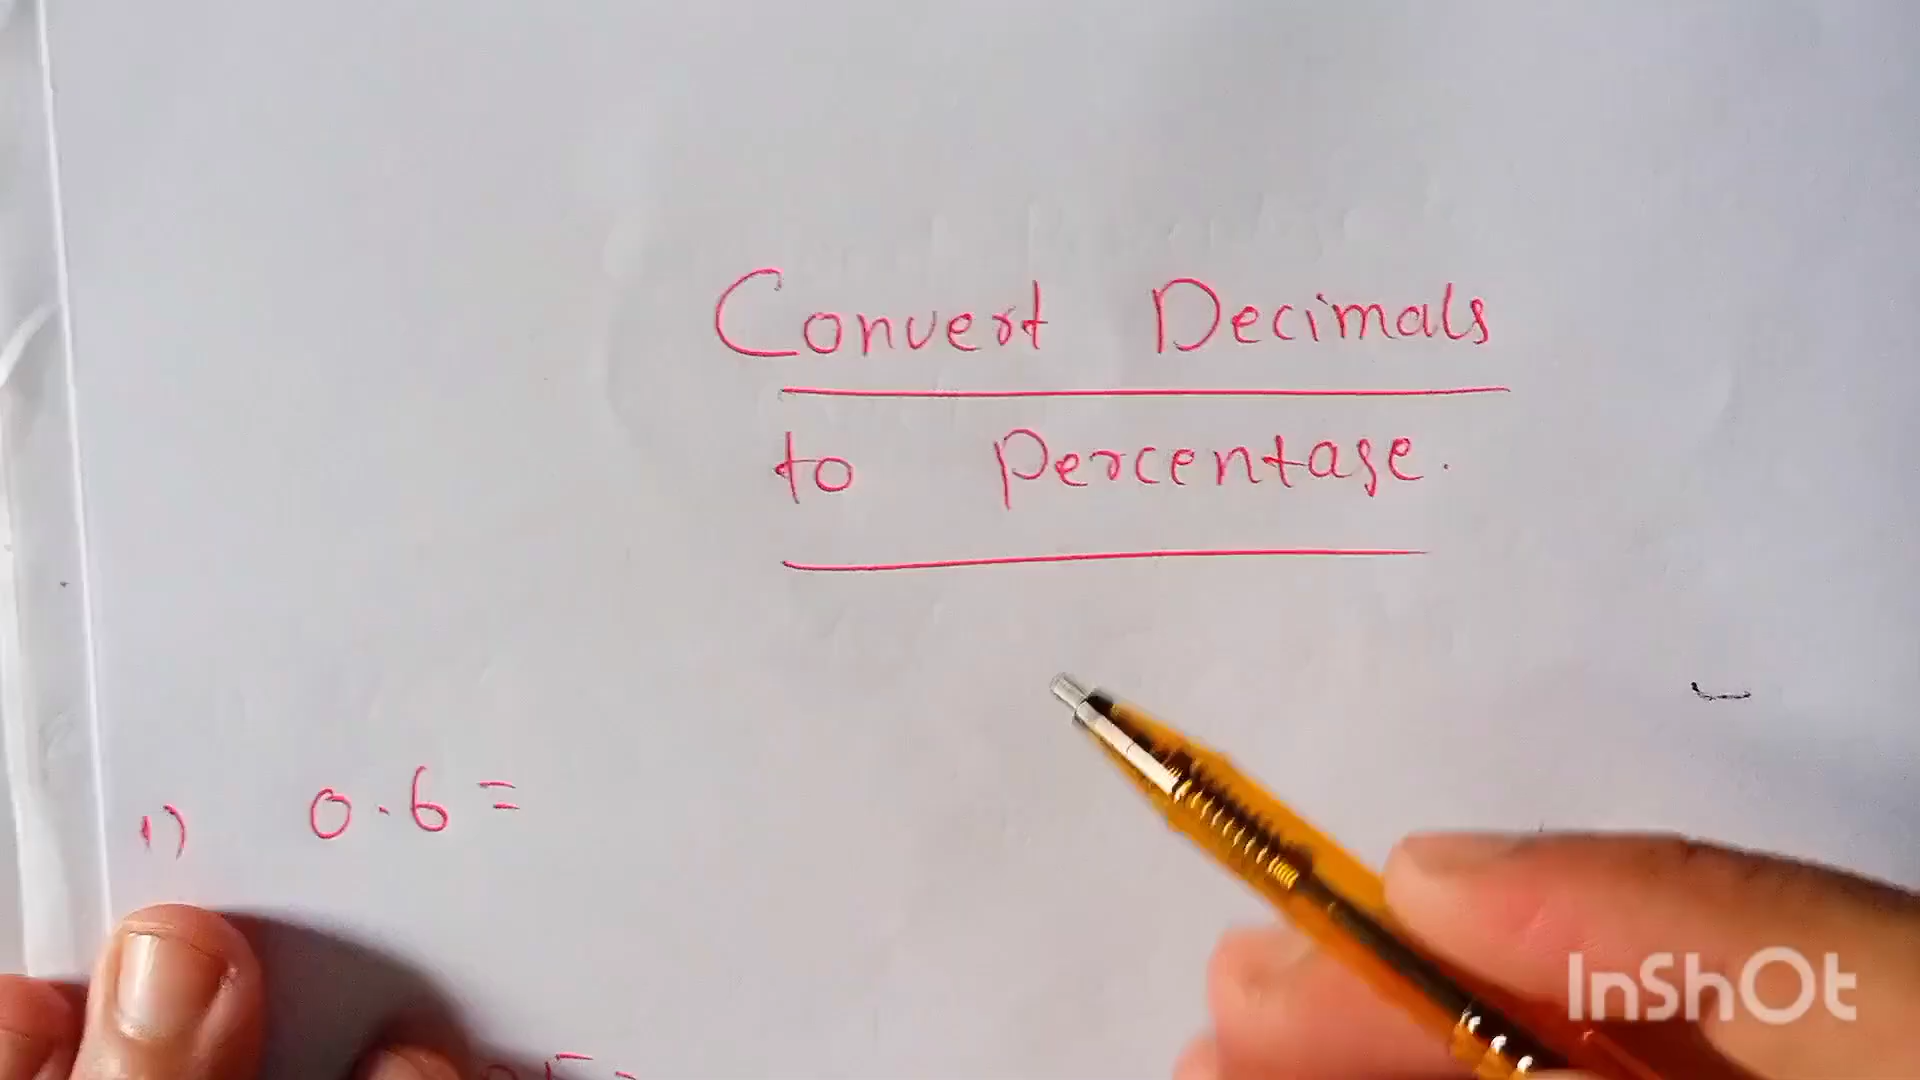 Convert Decimals
to Percentage.
1) 0.6 =
InShOt